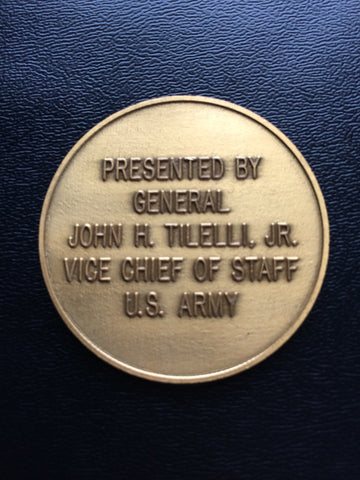 PRESENTED BY
GENERAL
JOHN H. TILELLI, JR.
VICE CHIEF OF STAFF
U.S. ARMY